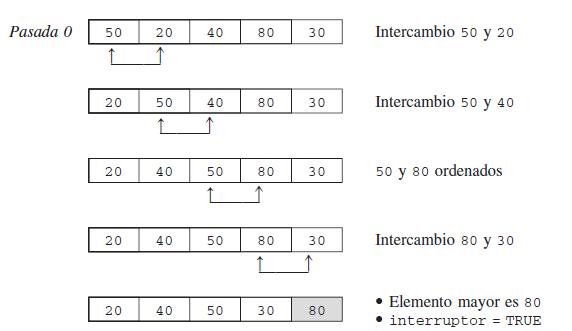 Pasada 0 50 20 40 80 30 Intercambio 50 y 20
20 50 40 80 30 Intercambio 50 y 40
20 40 50 80 30 50 y 80 ordenados
20 40 50 80 30 Intercambio 80 y 30
20 40 50 30 80 • Elemento mayor es 80
• interruptor = TRUE